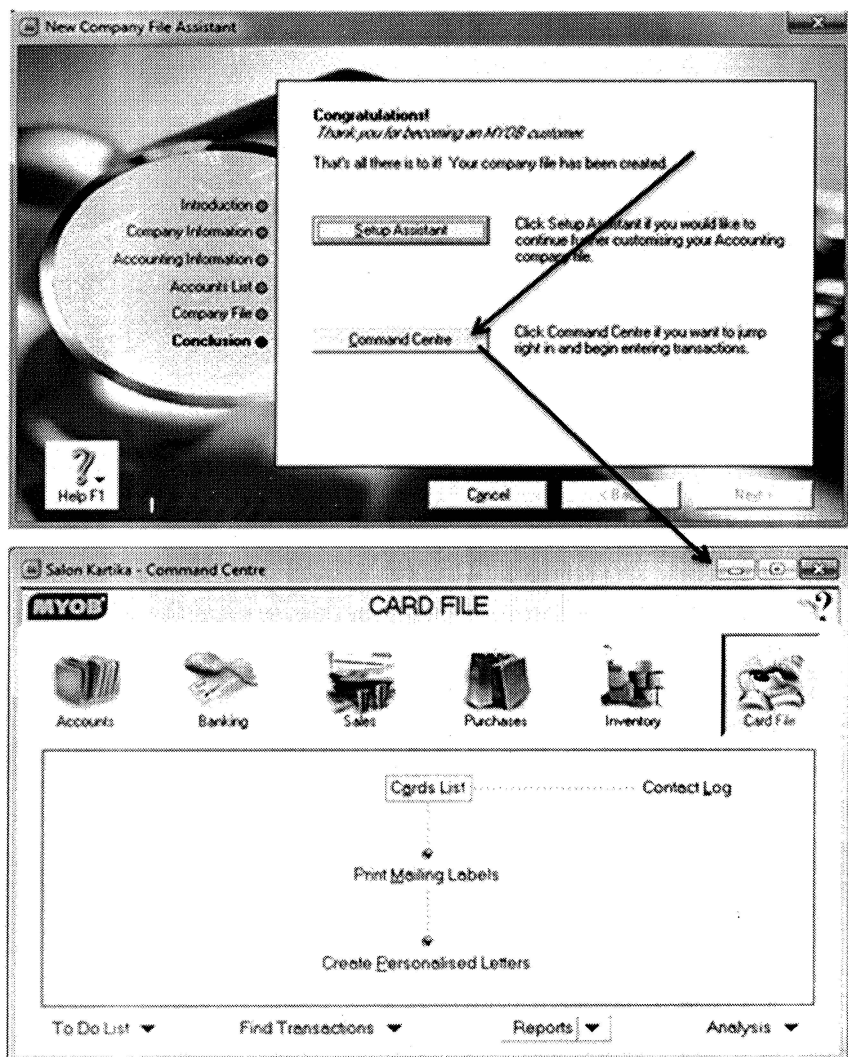 New Company File Assistant
Congratulations!
Thank you for becoming an MYOB customer.
That's all there is to it! Your company file has been created.
Introduction
Company Information
Accounting Information
Accounts List
Company File
Conclusion
Setup Assistant
Click Setup Assistant if you would like to
continue further customising your Accounting
company file.
Command Centre
Click Command Centre if you want to jump
right in and begin entering transactions.
?
Help F1
Cancel
< Back
Next >
Salon Kartika - Command Centre
MYOB
CARD FILE
?
Accounts
Banking
Sales
Purchases
Inventory
Card File
Cards List
Contact Log
Print Mailing Labels
Create Personalised Letters
To Do List
Find Transactions
Reports
Analysis